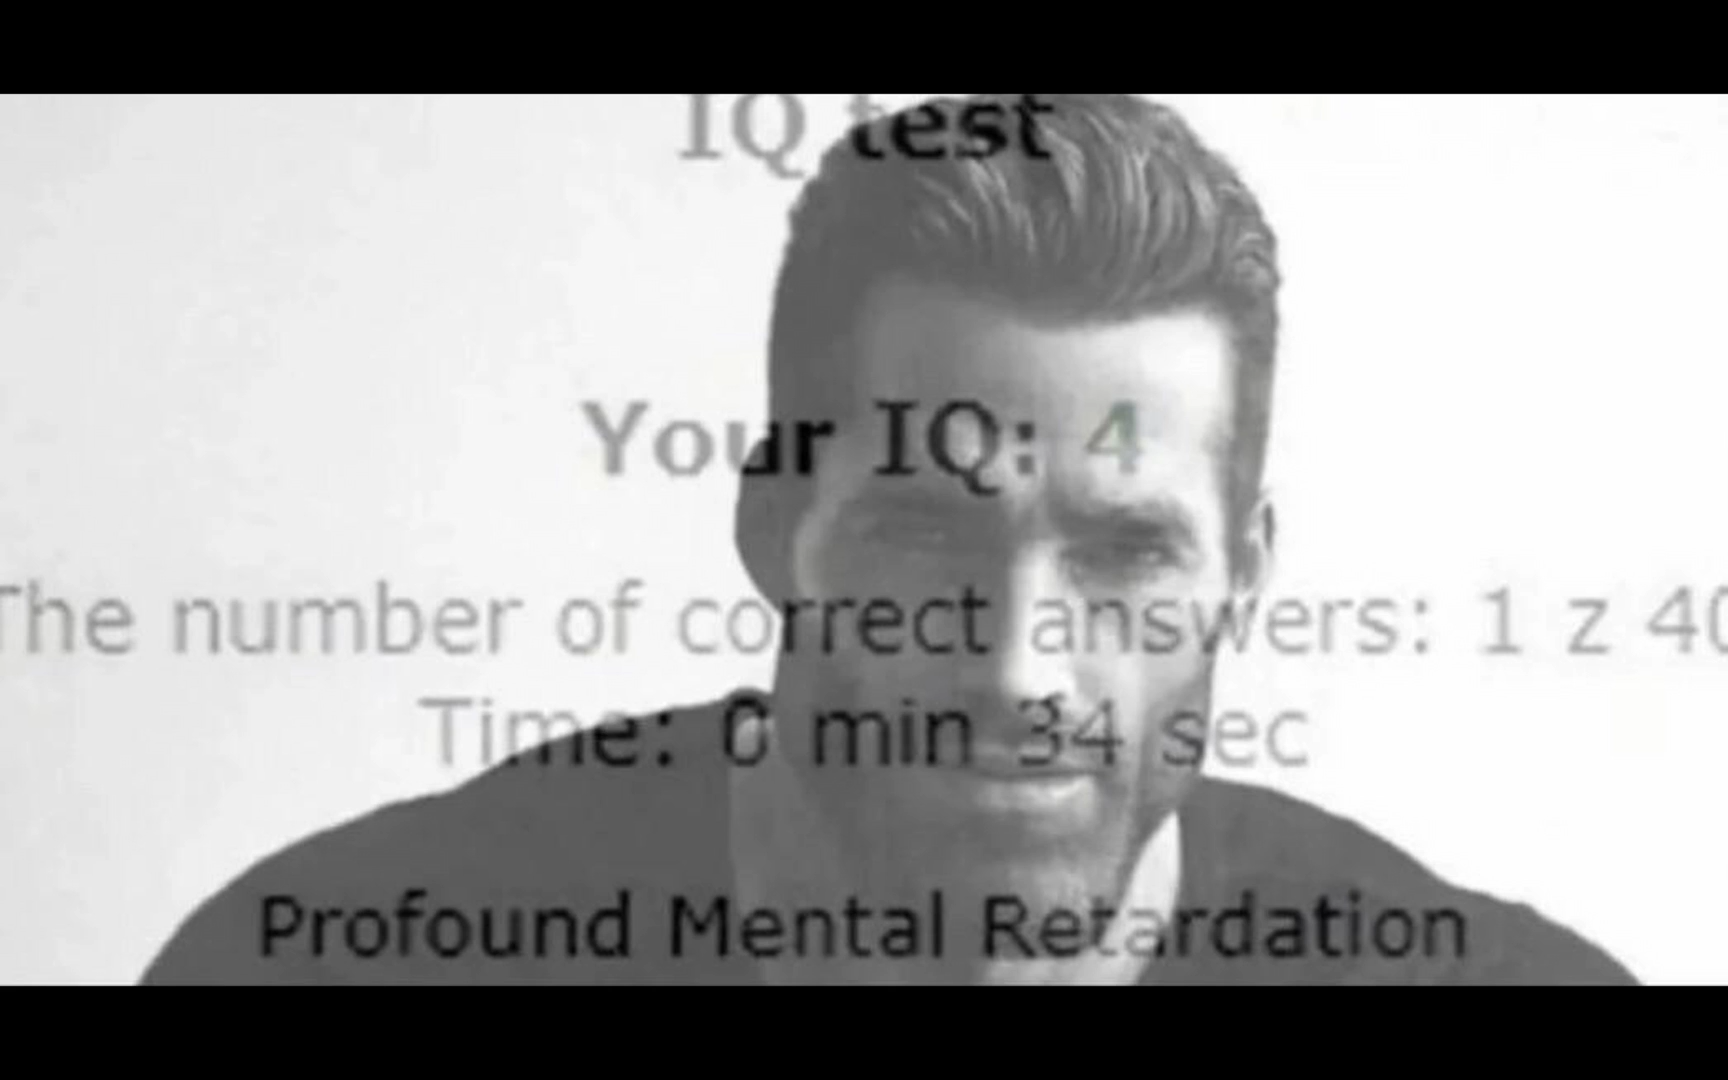 IQ test
Your IQ: 4
The number of correct answers: 1 z 40
Time: 0 min 34 sec
Profound Mental Retardation